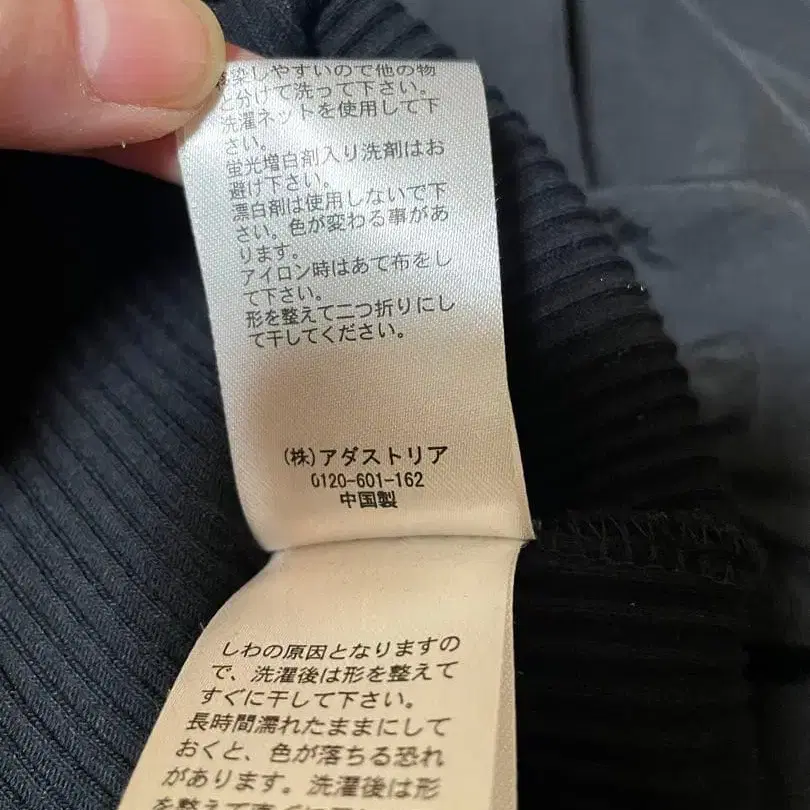 移染しやすいので他の物
と分けて洗って下さい。
洗濯ネットを使用して下
さい。
蛍光増白剤入り洗剤はお
避け下さい。
漂白剤は使用しないで下
さい。色が変わる事があ
ります。
アイロン時はあて布をし
て下さい。
形を整えて二つ折りにし
て干してください。
(株)アダストリア
0120-601-162
中国製
しわの原因となりますの
で、洗濯後は形を整えて
すぐに干して下さい。
長時間濡れたままにして
おくと、色が落ちる恐れ
があります。洗濯後は形
を整えて